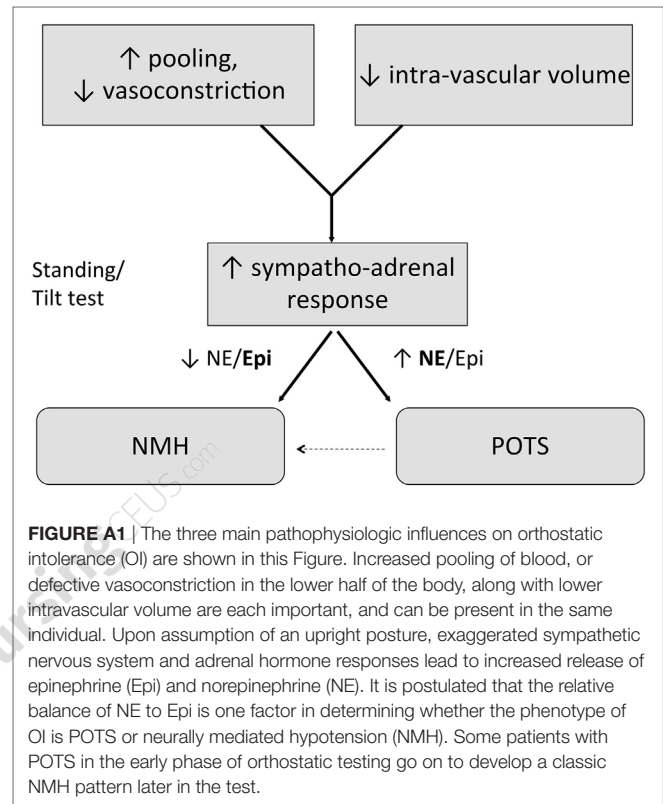 ↑ pooling,
↓ vasoconstriction
↓ intra-vascular volume
Standing/
Tilt test
↑ sympatho-adrenal
response
↓ NE/Epi
↑ NE/Epi
NMH
POTS
FIGURE A1 | The three main pathophysiologic influences on orthostatic
intolerance (OI) are shown in this Figure. Increased pooling of blood, or
defective vasoconstriction in the lower half of the body, along with lower
intravascular volume are each important, and can be present in the same
individual. Upon assumption of an upright posture, exaggerated sympathetic
nervous system and adrenal hormone responses lead to increased release of
epinephrine (Epi) and norepinephrine (NE). It is postulated that the relative
balance of NE to Epi is one factor in determining whether the phenotype of
OI is POTS or neurally mediated hypotension (NMH). Some patients with
POTS in the early phase of orthostatic testing go on to develop a classic
NMH pattern later in the test.
ursingCEUs.com